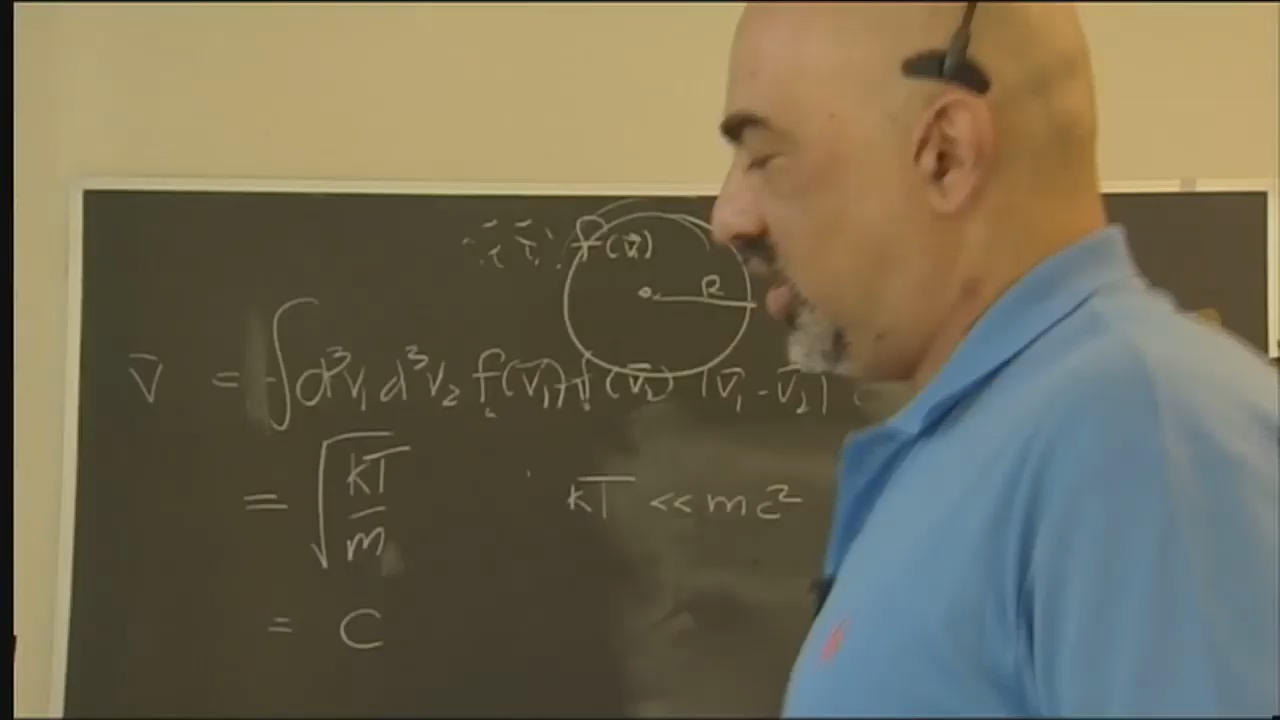 f(v⃗)
R
v̄ = ∫ d³v₁ d³v₂ f(v̄₁) f(v̄₂) |v̄₁ - v̄₂|
= √(kT/m) kT << mc²
= C